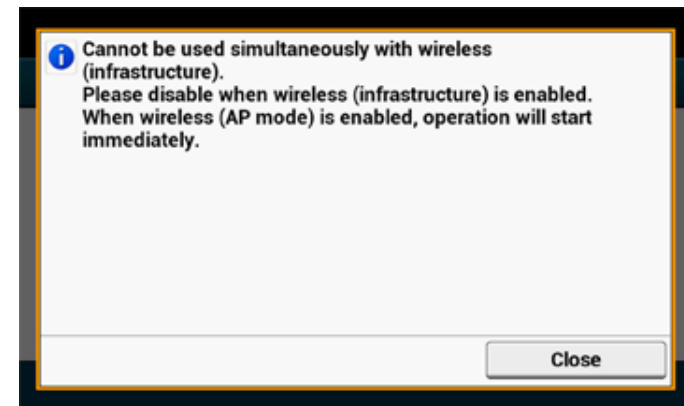 Cannot be used simultaneously with wireless
(infrastructure).
Please disable when wireless (infrastructure) is enabled.
When wireless (AP mode) is enabled, operation will start
immediately.
Close